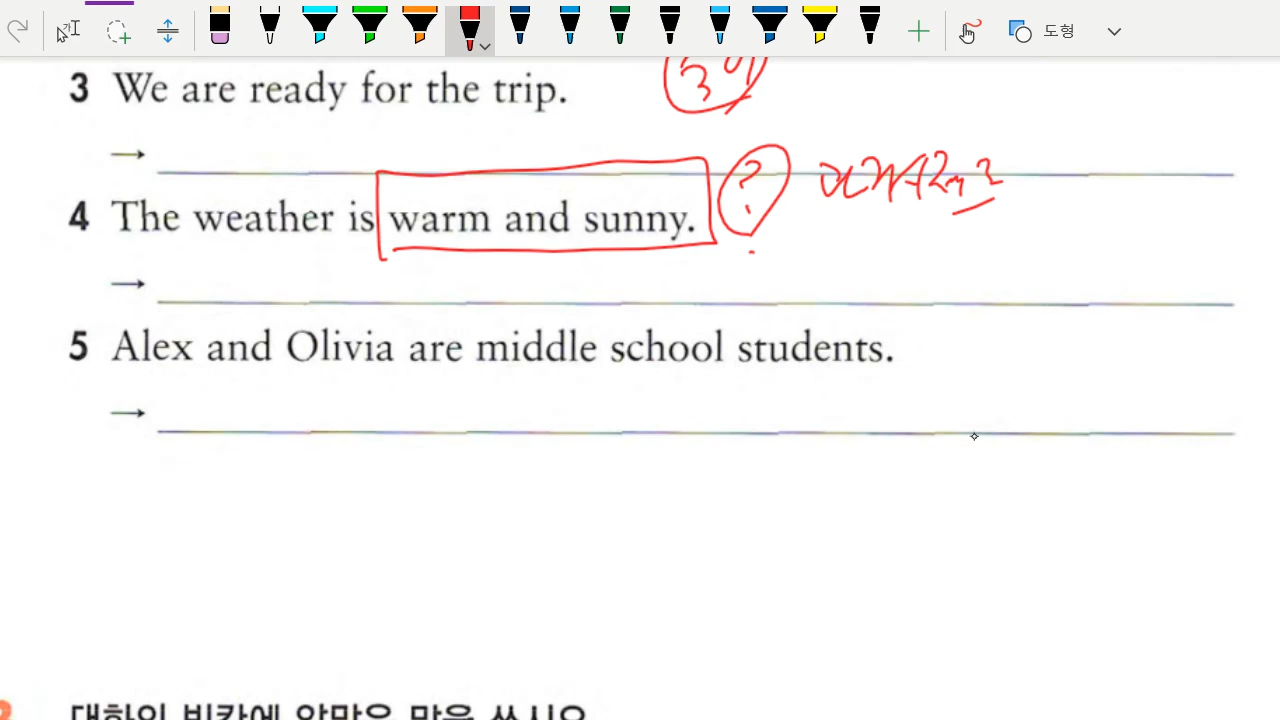 도형
3 We are ready for the trip.
→
4 The weather is warm and sunny. ?
→
5 Alex and Olivia are middle school students.
→